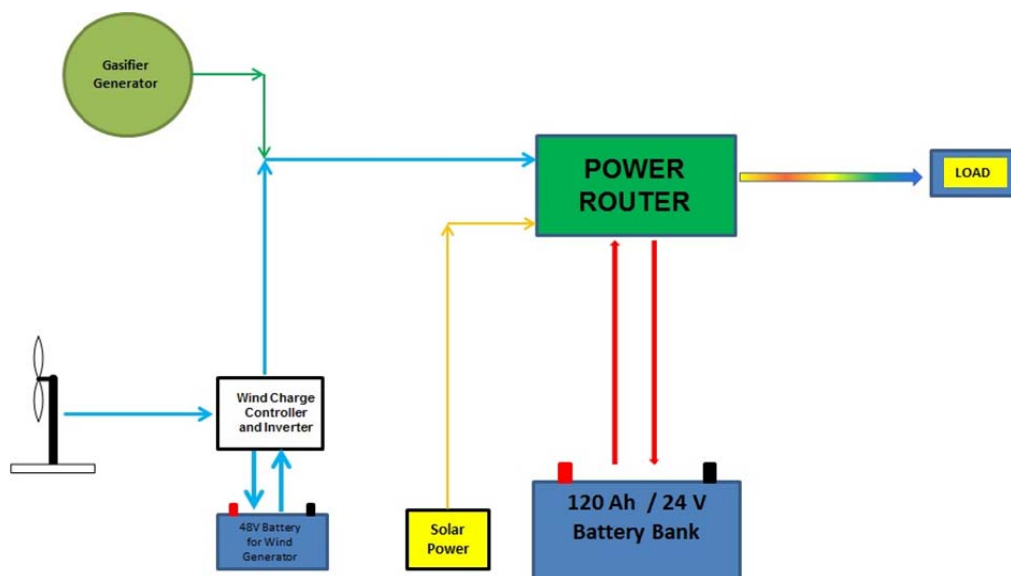 Gasifier
Generator
POWER
ROUTER
LOAD
Wind Charge
Controller
and Inverter
48V Battery
for Wind
Generator
Solar
Power
120 Ah / 24 V
Battery Bank